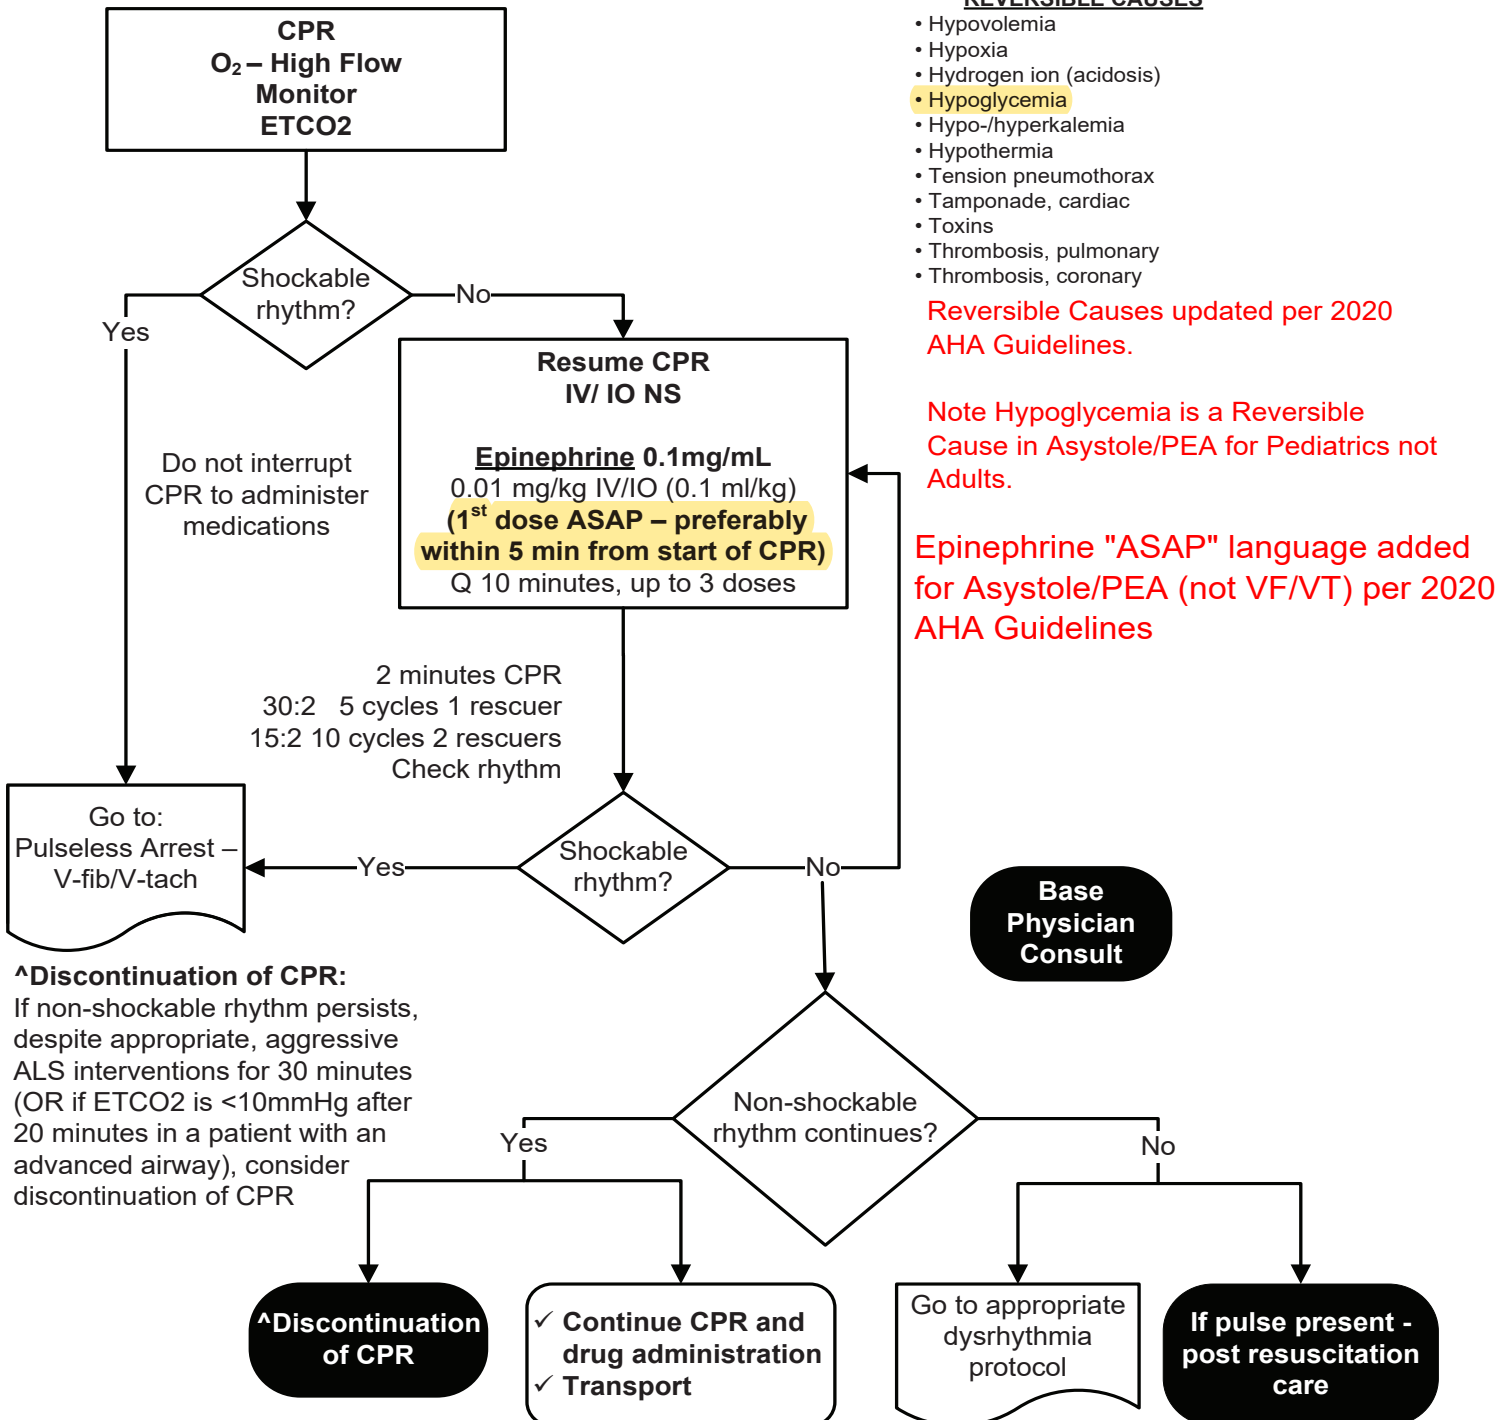 CPR
O2 – High Flow
Monitor
ETCO2
REVERSIBLE CAUSES
• Hypovolemia
• Hypoxia
• Hydrogen ion (acidosis)
• Hypoglycemia
• Hypo-/hyperkalemia
• Hypothermia
• Tension pneumothorax
• Tamponade, cardiac
• Toxins
• Thrombosis, pulmonary
• Thrombosis, coronary
Reversible Causes updated per 2020
AHA Guidelines.
Note Hypoglycemia is a Reversible
Cause in Asystole/PEA for Pediatrics not
Adults.
Epinephrine "ASAP" language added
for Asystole/PEA (not VF/VT) per 2020
AHA Guidelines
Shockable
rhythm?
Yes
No
Do not interrupt
CPR to administer
medications
Resume CPR
IV/ IO NS
Epinephrine 0.1mg/mL
0.01 mg/kg IV/IO (0.1 ml/kg)
(1st dose ASAP – preferably
within 5 min from start of CPR)
Q 10 minutes, up to 3 doses
2 minutes CPR
30:2 5 cycles 1 rescuer
15:2 10 cycles 2 rescuers
Check rhythm
Go to:
Pulseless Arrest –
V-fib/V-tach
Yes
Shockable
rhythm?
No
Base
Physician
Consult
^Discontinuation of CPR:
If non-shockable rhythm persists,
despite appropriate, aggressive
ALS interventions for 30 minutes
(OR if ETCO2 is <10mmHg after
20 minutes in a patient with an
advanced airway), consider
discontinuation of CPR
Non-shockable
rhythm continues?
Yes
No
^Discontinuation
of CPR
✓ Continue CPR and
drug administration
✓ Transport
Go to appropriate
dysrhythmia
protocol
If pulse present -
post resuscitation
care